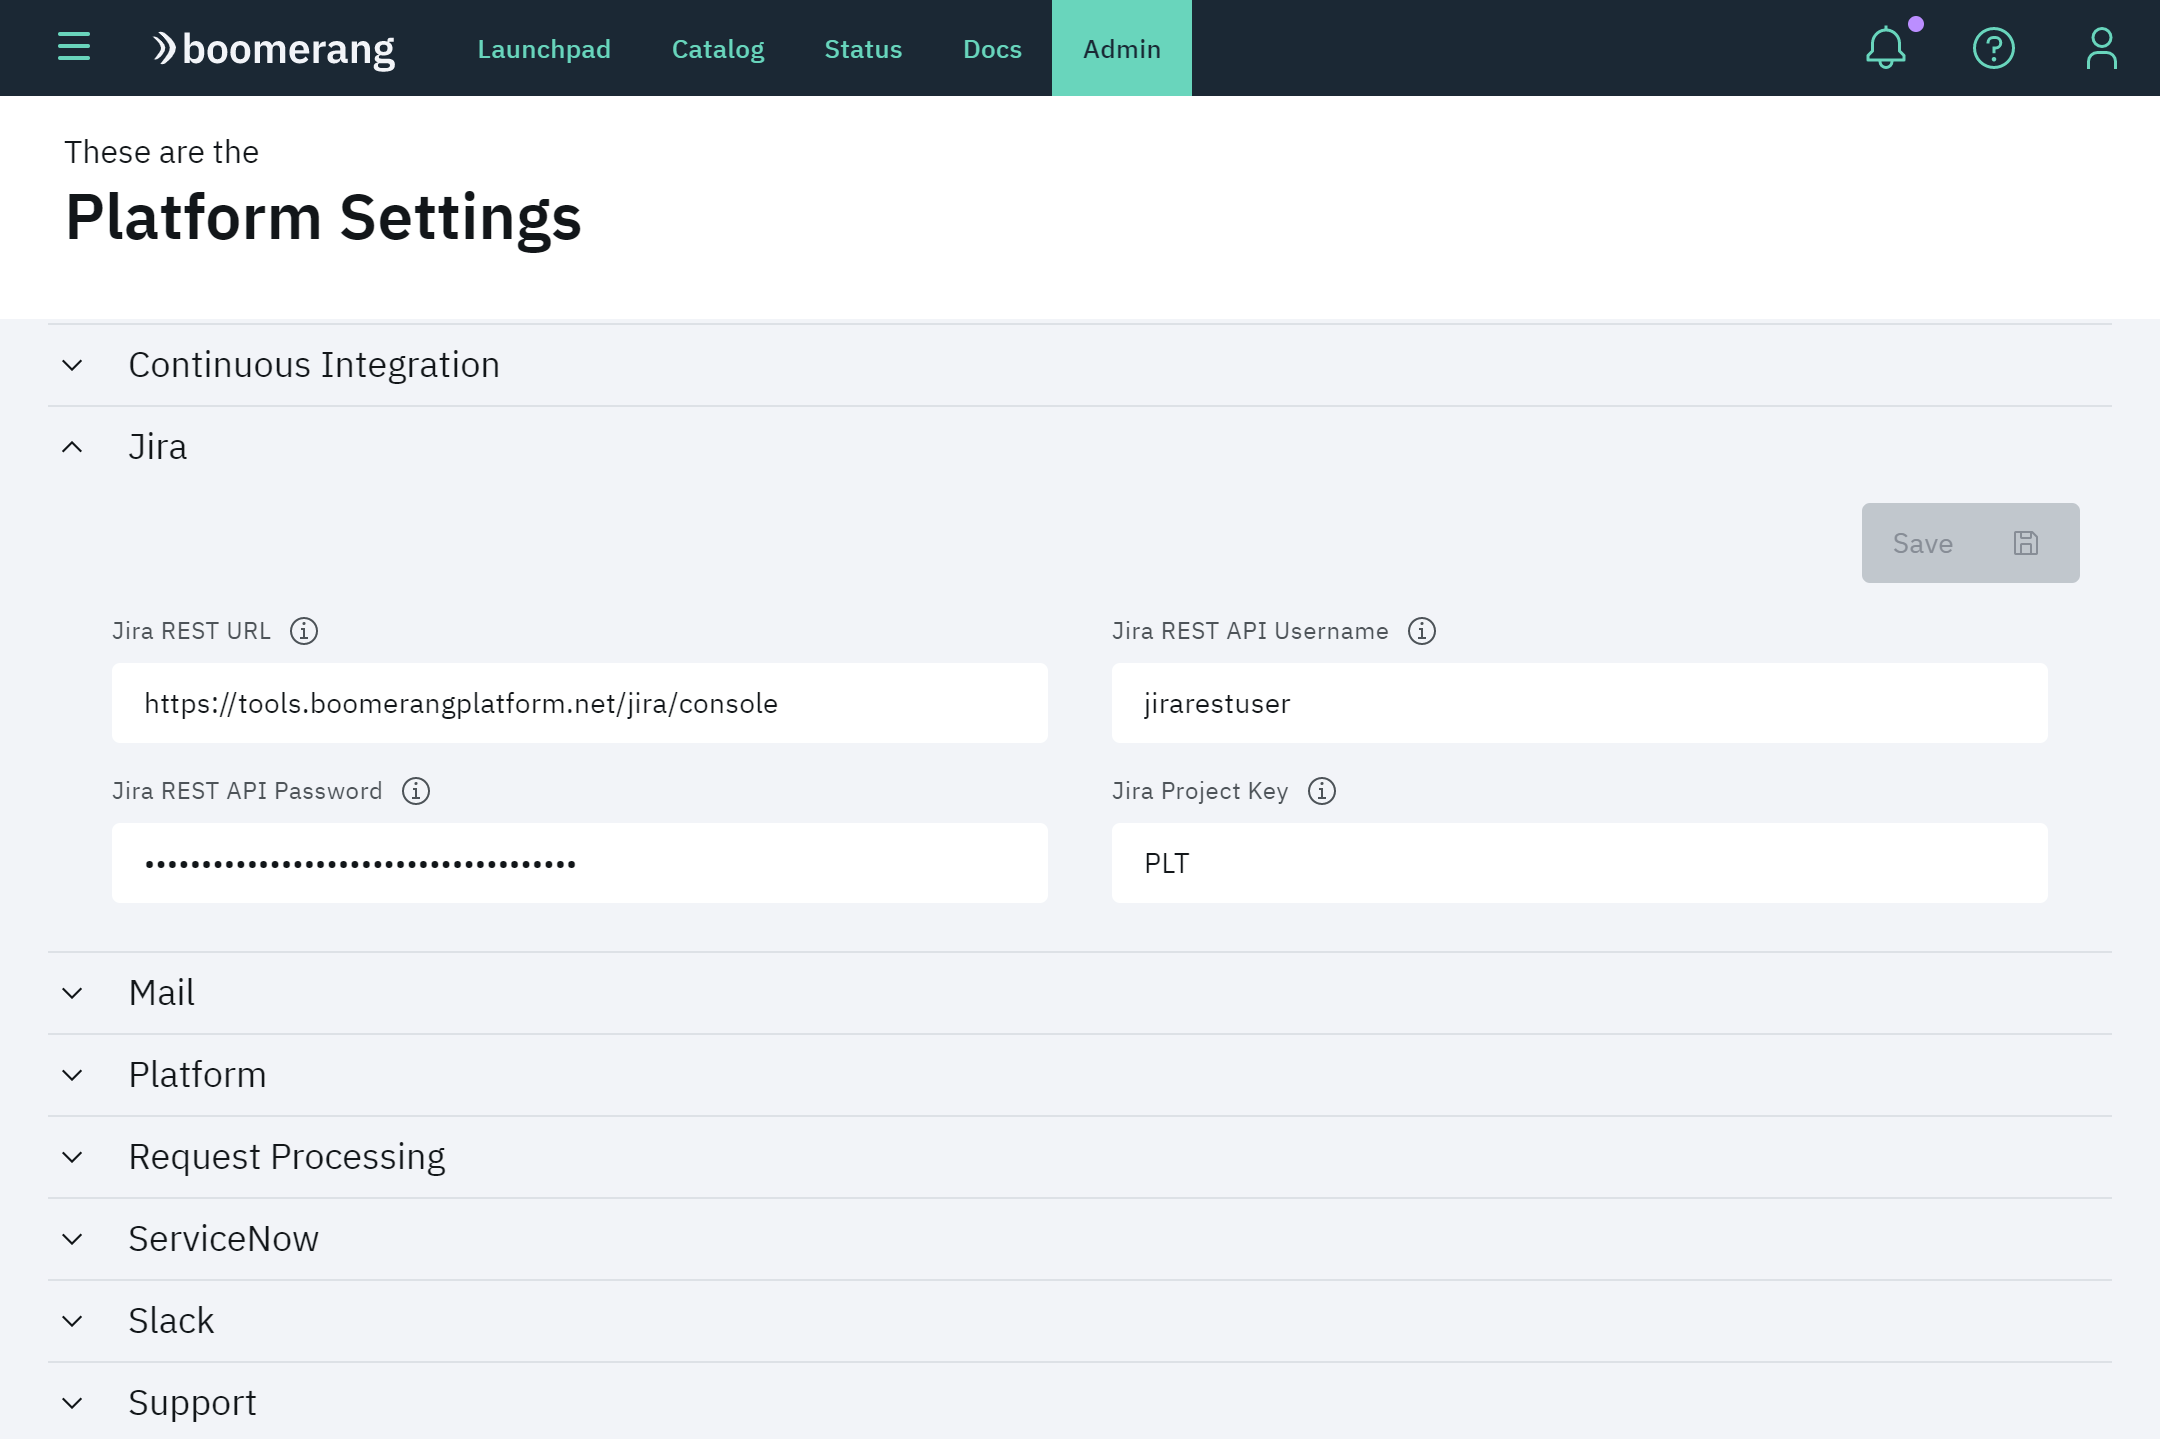 boomerang Launchpad Catalog Status Docs Admin
These are the
Platform Settings
Continuous Integration
Jira
Save
Jira REST URL Jira REST API Username
https://tools.boomerangplatform.net/jira/console jirarestuser
Jira REST API Password Jira Project Key
•••••••••••••••••••••••••••••••••••••• PLT
Mail
Platform
Request Processing
ServiceNow
Slack
Support